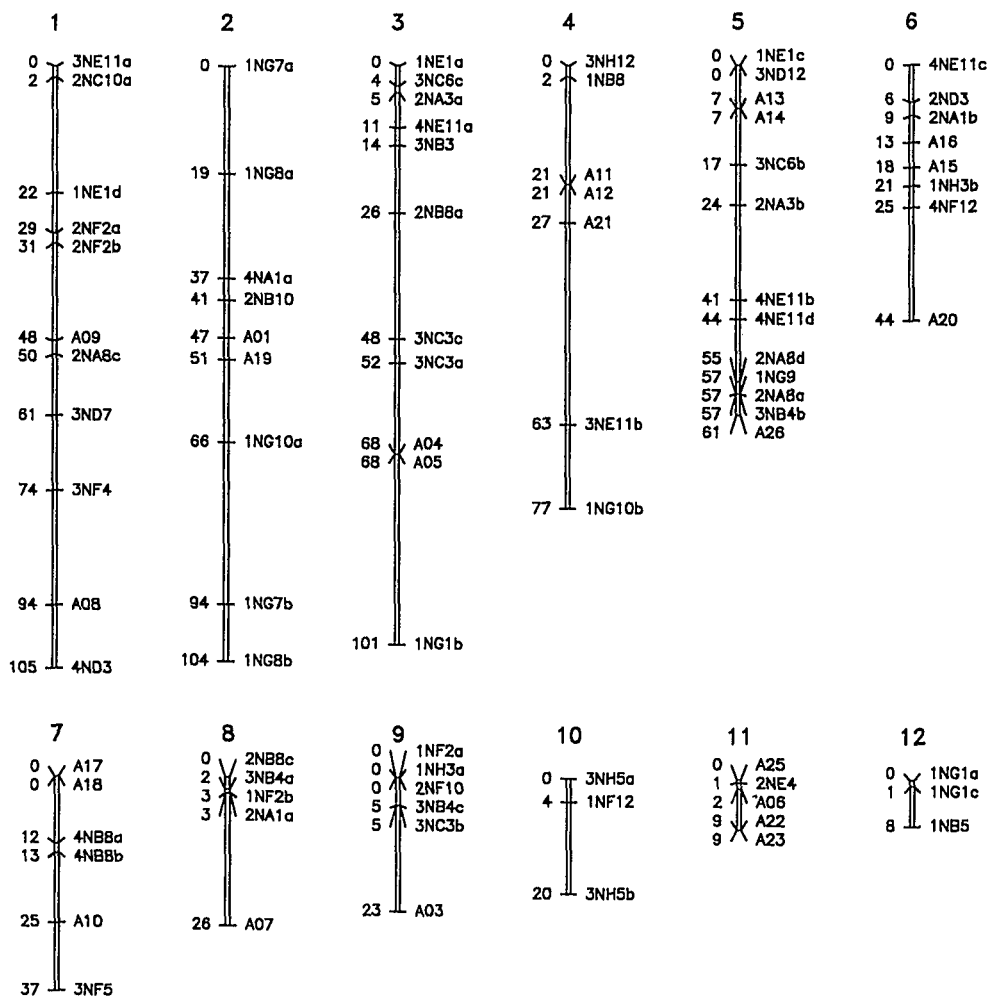 1
0 3NE11a
2 2NC10a
22 1NE1d
29 2NF2a
31 2NF2b
48 A09
50 2NA8c
61 3ND7
74 3NF4
94 A08
105 4ND3
2
0 1NG7a
19 1NG8a
37 4NA1a
41 2NB10
47 A01
51 A19
66 1NG10a
94 1NG7b
104 1NG8b
3
0 1NE1a
4 3NC6c
5 2NA3a
11 4NE11a
14 3NB3
26 2NB8a
48 3NC3c
52 3NC3a
68 A04
68 A05
101 1NG1b
4
0 3NH12
2 1NB8
21 A11
21 A12
27 A21
63 3NE11b
77 1NG10b
5
0 1NE1c
0 3ND12
7 A13
7 A14
17 3NC6b
24 2NA3b
41 4NE11b
44 4NE11d
55 2NA8d
57 1NG9
57 2NA8a
57 3NB4b
61 A26
6
0 4NE11c
6 2ND3
9 2NA1b
13 A16
18 A15
21 1NH3b
25 4NF12
44 A20
7
0 A17
0 A18
12 4NB8a
13 4NB8b
25 A10
37 3NF5
8
0 2NB8c
2 3NB4a
3 1NF2b
3 2NA1a
26 A07
9
0 1NF2a
0 1NH3a
0 2NF10
5 3NB4c
5 3NC3b
23 A03
10
0 3NH5a
4 1NF12
20 3NH5b
11
0 A25
1 2NE4
2 A06
9 A22
9 A23
12
0 1NG1a
1 1NG1c
8 1NB5